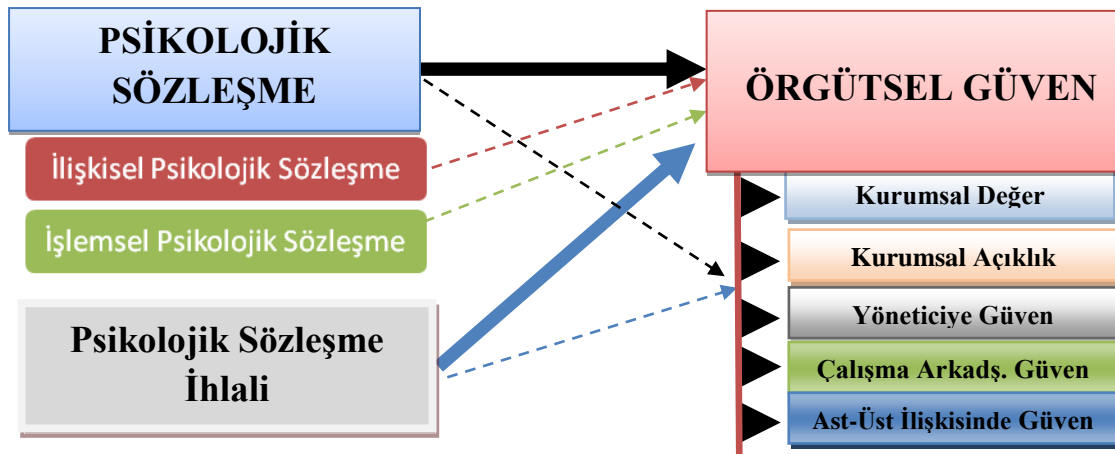 PSİKOLOJİK
SÖZLEŞME
İlişkisel Psikolojik Sözleşme
İşlemsel Psikolojik Sözleşme
Psikolojik Sözleşme
İhlali
ÖRGÜTSEL GÜVEN
Kurumsal Değer
Kurumsal Açıklık
Yöneticiye Güven
Çalışma Arkadş. Güven
Ast-Üst İlişkisinde Güven